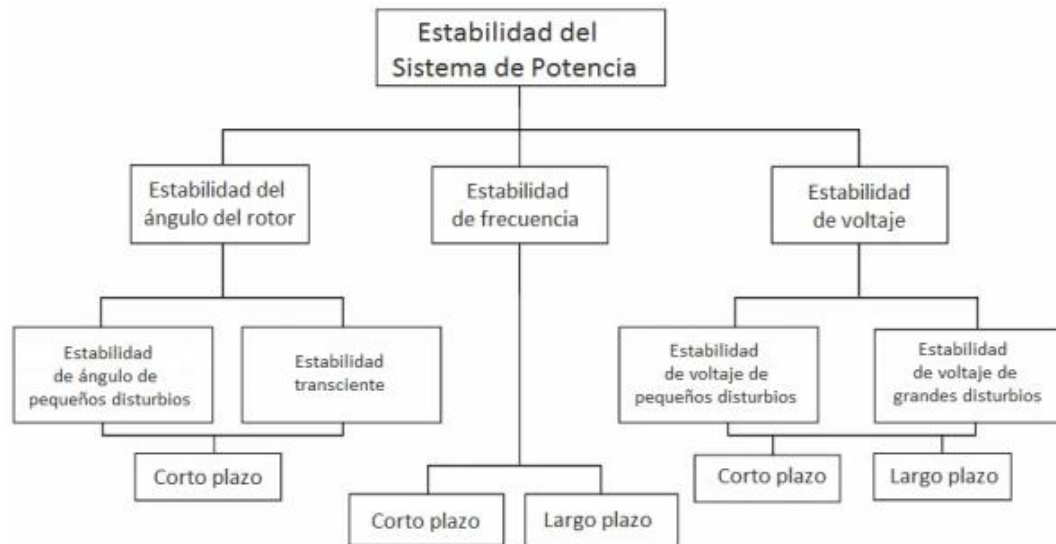 Estabilidad del
Sistema de Potencia
Estabilidad del
ángulo del rotor
Estabilidad
de frecuencia
Estabilidad
de voltaje
Estabilidad
de ángulo de
pequeños disturbios
Estabilidad
transciente
Estabilidad
de voltaje de
pequeños disturbios
Estabilidad
de voltaje de
grandes disturbios
Corto plazo
Corto plazo
Largo plazo
Corto plazo
Largo plazo